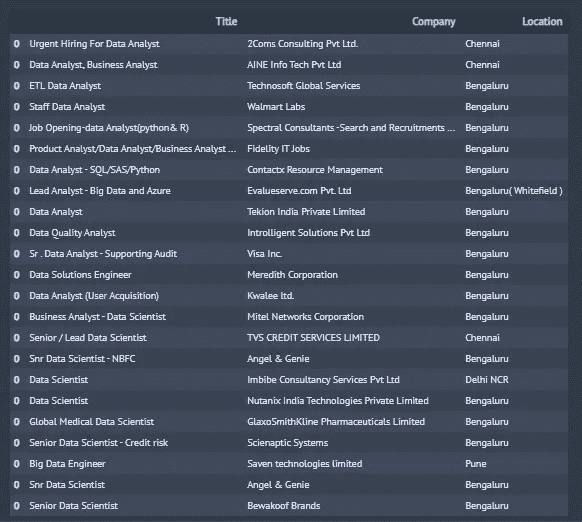 Title Company Location
0 Urgent Hiring For Data Analyst 2Coms Consulting Pvt Ltd. Chennai
0 Data Analyst, Business Analyst AINE Info Tech Pvt Ltd Chennai
0 ETL Data Analyst Technosoft Global Services Bengaluru
0 Staff Data Analyst Walmart Labs Bengaluru
0 Job Opening-data Analyst(python& R) Spectral Consultants -Search and Recruitments ... Bengaluru
0 Product Analyst/Data Analyst/Business Analyst ... Fidelity IT Jobs Bengaluru
0 Data Analyst - SQL/SAS/Python Contactx Resource Management Bengaluru
0 Lead Analyst - Big Data and Azure Evalueserve.com Pvt. Ltd Bengaluru( Whitefield )
0 Data Analyst Tekion India Private Limited Bengaluru
0 Data Quality Analyst Introlligent Solutions Pvt Ltd Bengaluru
0 Sr . Data Analyst - Supporting Audit Visa Inc. Bengaluru
0 Data Solutions Engineer Meredith Corporation Bengaluru
0 Data Analyst (User Acquisition) Kwalee ltd. Bengaluru
0 Business Analyst - Data Scientist Mitel Networks Corporation Bengaluru
0 Senior / Lead Data Scientist TVS CREDIT SERVICES LIMITED Chennai
0 Snr Data Scientist - NBFC Angel & Genie Bengaluru
0 Data Scientist Imbibe Consultancy Services Pvt Ltd Delhi NCR
0 Data Scientist Nutanix India Technologies Private Limited Bengaluru
0 Global Medical Data Scientist GlaxoSmithKline Pharmaceuticals Limited Bengaluru
0 Senior Data Scientist - Credit risk Scienaptic Systems Bengaluru
0 Big Data Engineer Saven technologies limited Pune
0 Snr Data Scientist Angel & Genie Bengaluru
0 Senior Data Scientist Bewakoof Brands Bengaluru